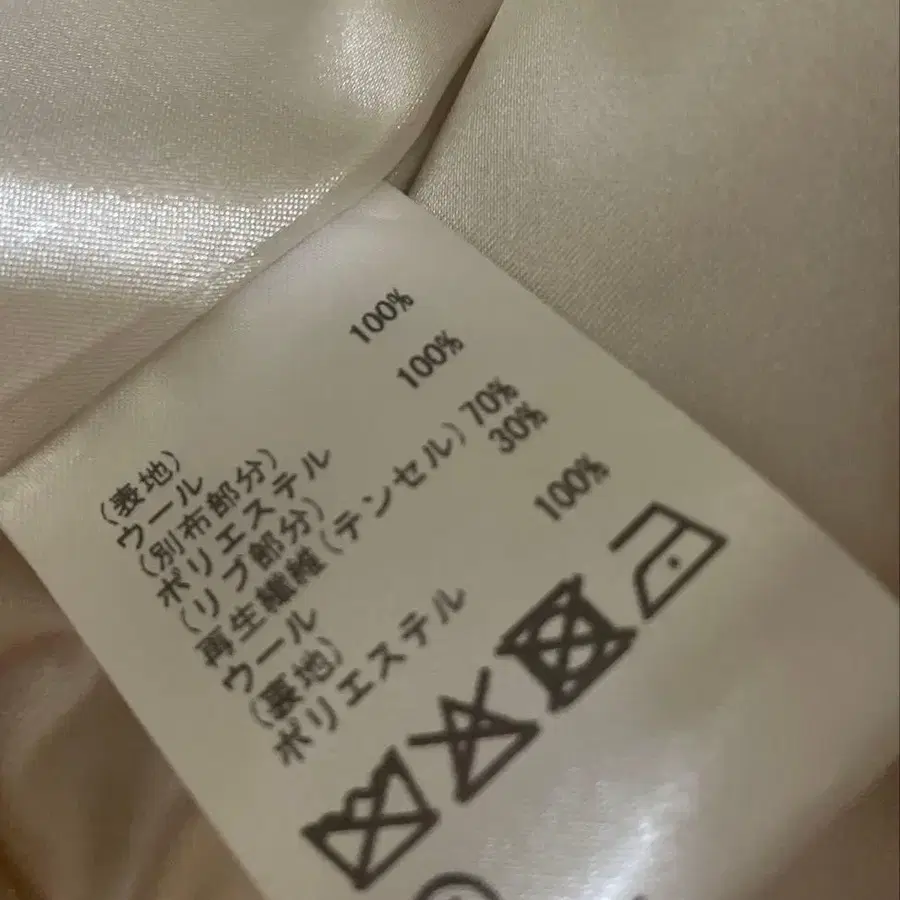 (表地)
ウール 100%
(別布部分)
ポリエステル 100%
(リブ部分)
再生繊維(テンセル) 70%
ウール 30%
(裏地)
ポリエステル 100%